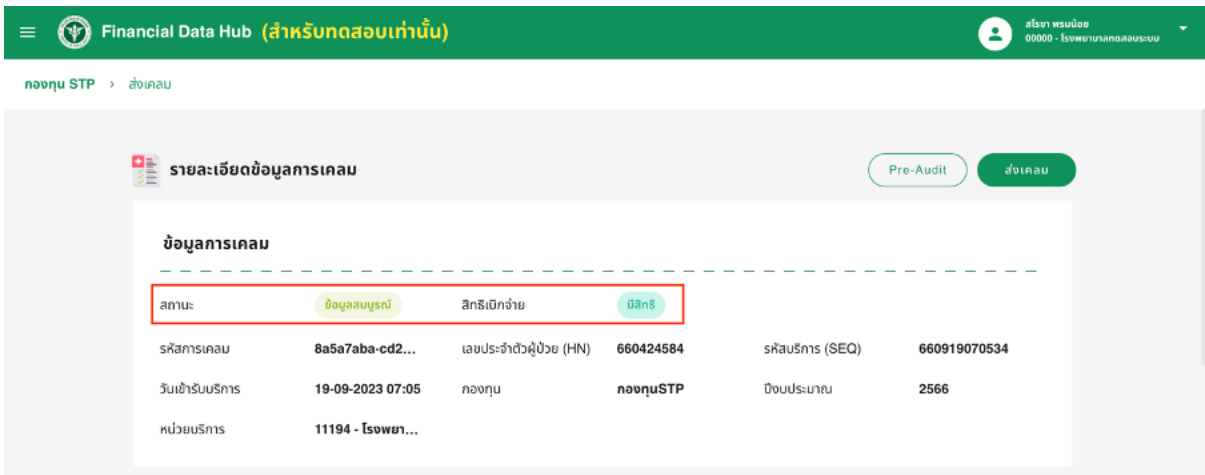 Financial Data Hub (สำหรับทดสอบเท่านั้น)
สโรชา พรมน้อย
00000 - โรงพยาบาลทดสอบระบบ
กองทุน STP > ส่งเคลม
รายละเอียดข้อมูลการเคลม
Pre-Audit ส่งเคลม
ข้อมูลการเคลม
สถานะ ข้อมูลสมบูรณ์ สิทธิเบิกจ่าย มีสิทธิ
รหัสการเคลม 8a5a7aba-cd2... เลขประจำตัวผู้ป่วย (HN) 660424584 รหัสบริการ (SEQ) 660919070534
วันเข้ารับบริการ 19-09-2023 07:05 กองทุน กองทุนSTP ปีงบประมาณ 2566
หน่วยบริการ 11194 - โรงพยา...